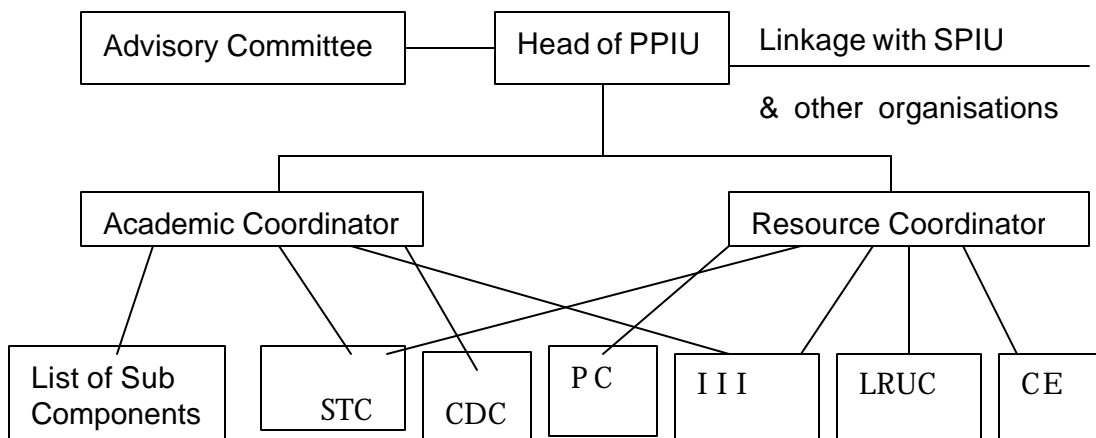 Advisory Committee
Head of PPIU
Linkage with SPIU
& other organisations
Academic Coordinator
Resource Coordinator
List of Sub
Components
STC
CDC
P C
I I I
LRUC
CE